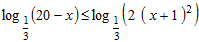 log_{1/3}(20 − x) ≤ log_{1/3}(2 (x + 1)^2)